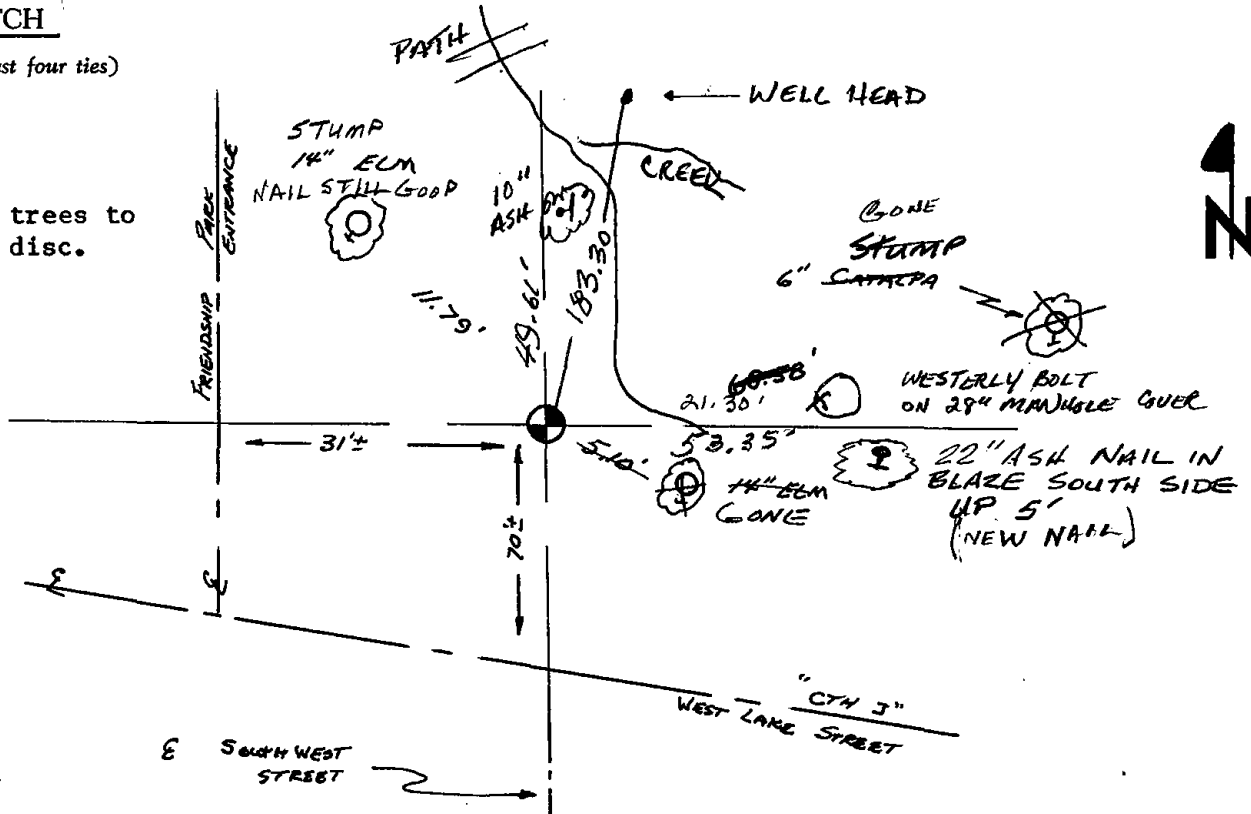 TCH
st four ties)
PATH
WELL HEAD
STUMP
14" ELM
NAIL STILL GOOD
10"
ASH
CREEK
trees to
disc.
PARK
ENTRANCE
FRIENDSHIP
GONE
STUMP
6" CATALPA
N
11.79'
49.61'
183.30
60.58'
21.30'
WESTERLY BOLT
ON 28" MANHOLE COVER
31'±
5.10'
53.35'
14" ELM
GONE
22" ASH NAIL IN
BLAZE SOUTH SIDE
UP 5'
(NEW NAIL)
70'±
"CTH J"
WEST LAKE STREET
SOUTH WEST
STREET